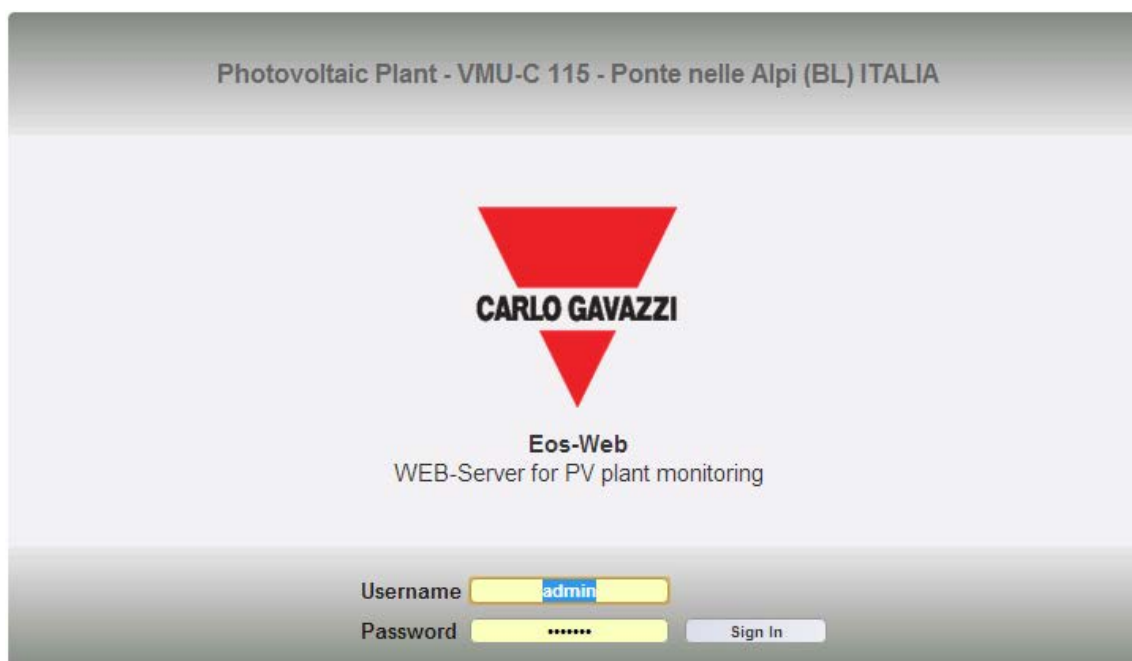 Photovoltaic Plant - VMU-C 115 - Ponte nelle Alpi (BL) ITALIA
CARLO GAVAZZI
Eos-Web
WEB-Server for PV plant monitoring
Username admin
Password ••••••• Sign In